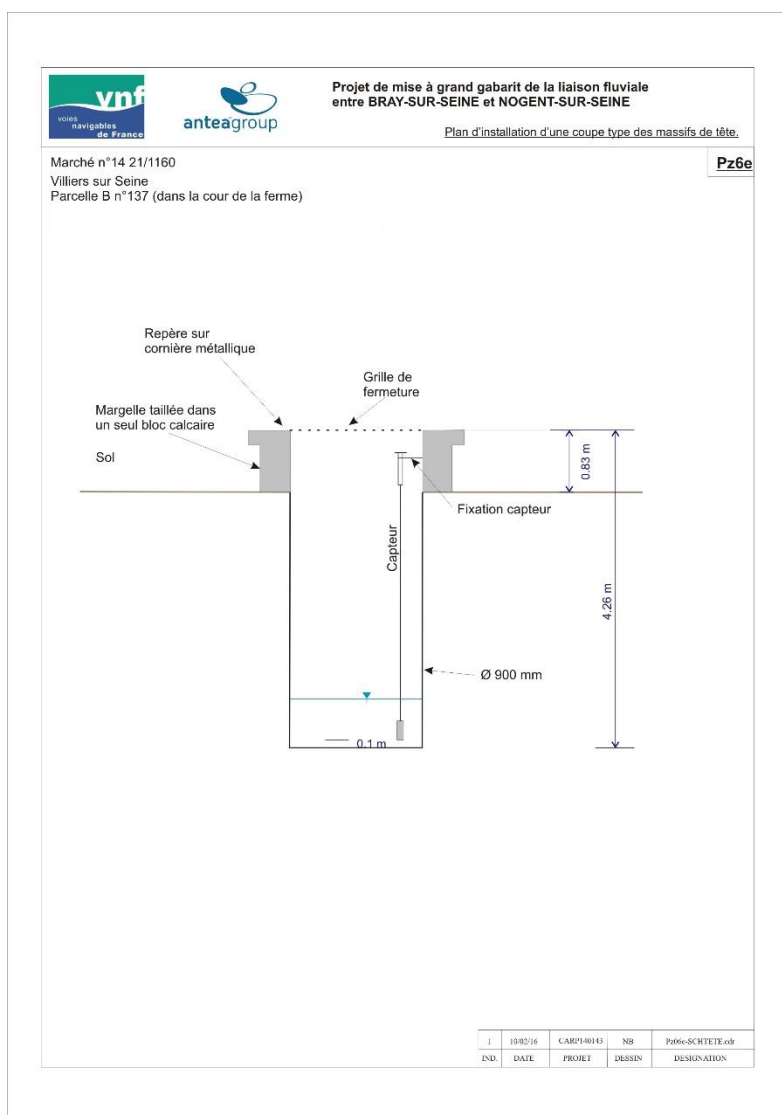 vnf
voies
navigables
de France
anteagroup
Projet de mise à grand gabarit de la liaison fluviale
entre BRAY-SUR-SEINE et NOGENT-SUR-SEINE
Plan d'installation d'une coupe type des massifs de tête.
Marché n°14 21/1160
Pz6e
Villiers sur Seine
Parcelle B n°137 (dans la cour de la ferme)
Repère sur
cornière métallique
Grille de
fermeture
Margelle taillée dans
un seul bloc calcaire
Sol
0.83 m
Fixation capteur
Capteur
4.26 m
Ø 900 mm
0.1 m
1 10/02/16 CARP140143 NB Pz06e-SCHTETE.cdr
IND. DATE PROJET DESSIN DESIGNATION